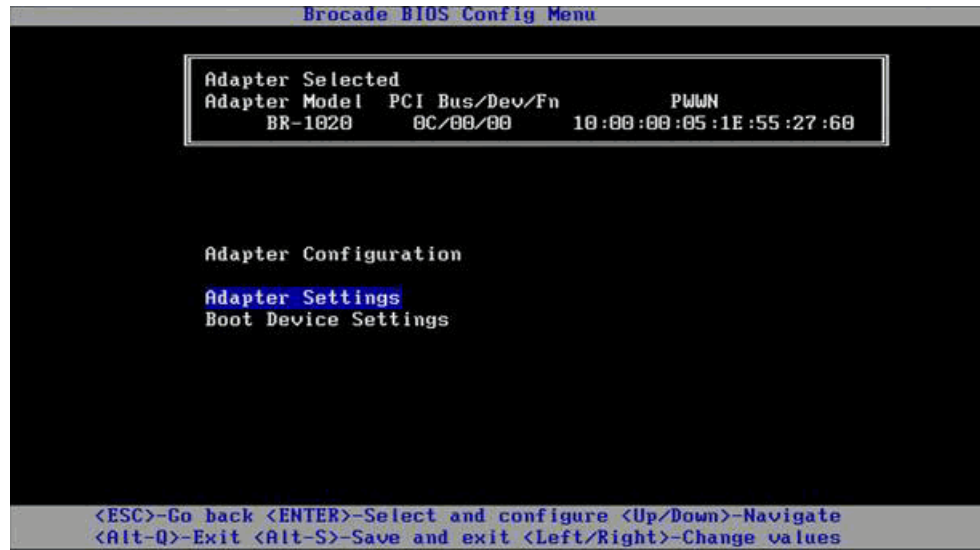 Brocade BIOS Config Menu
Adapter Selected
Adapter Model PCI Bus/Dev/Fn PWWN
BR-1020 0C/00/00 10:00:00:05:1E:55:27:60
Adapter Configuration
Adapter Settings
Boot Device Settings
<ESC>-Go back <ENTER>-Select and configure <Up/Down>-Navigate
<Alt-Q>-Exit <Alt-S>-Save and exit <Left/Right>-Change values